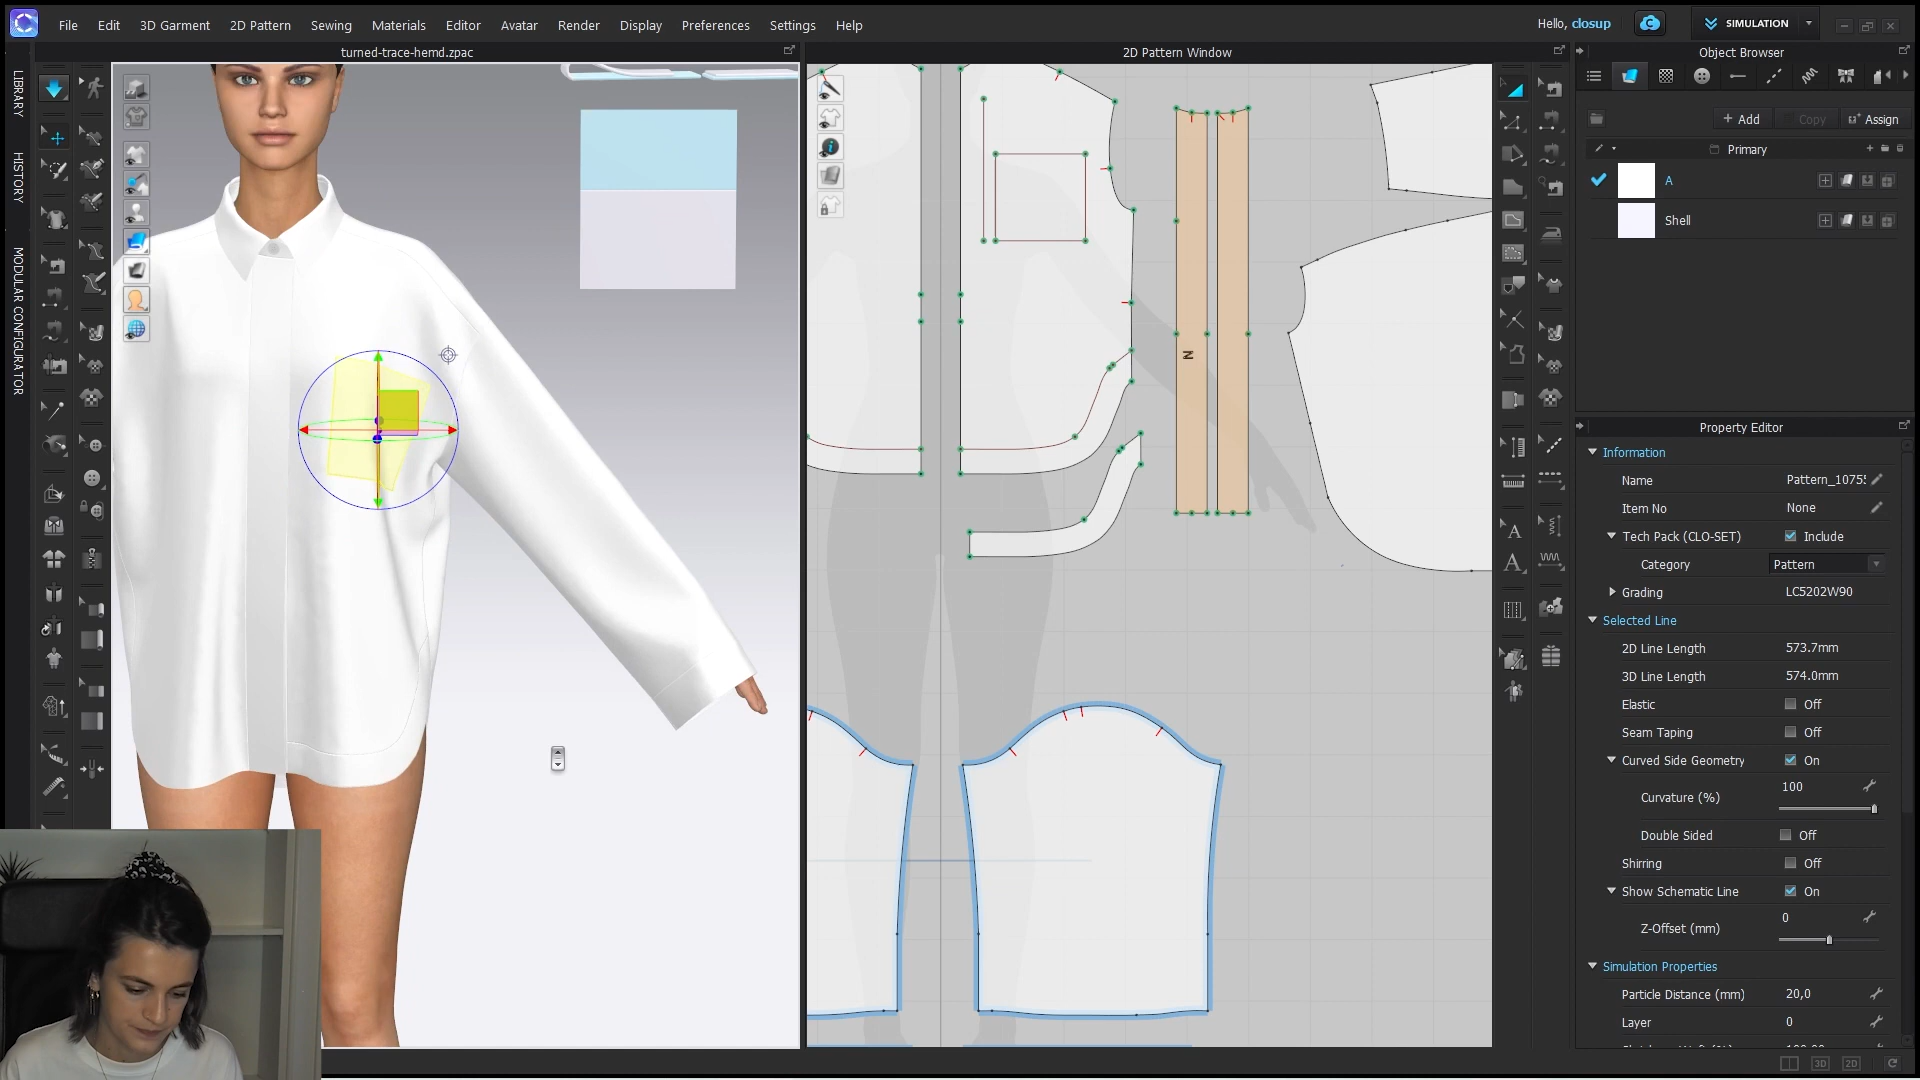 File Edit 3D Garment 2D Pattern Sewing Materials Editor Avatar Render Display Preferences Settings Help
Hello, closup
SIMULATION
turned-trace-hemd.zpac
2D Pattern Window
Object Browser
LIBRARY
HISTORY
MODULAR CONFIGURATOR
+ Add
Copy
Assign
Primary
A
Shell
Property Editor
Information
Name Pattern_1075
Item No None
Tech Pack (CLO-SET) Include
Category Pattern
Grading LC5202W90
Selected Line
2D Line Length 573.7mm
3D Line Length 574.0mm
Elastic Off
Seam Taping Off
Curved Side Geometry On
Curvature (%) 100
Double Sided Off
Shirring Off
Show Schematic Line On
Z-Offset (mm) 0
Simulation Properties
Particle Distance (mm) 20,0
Layer 0
3D 2D